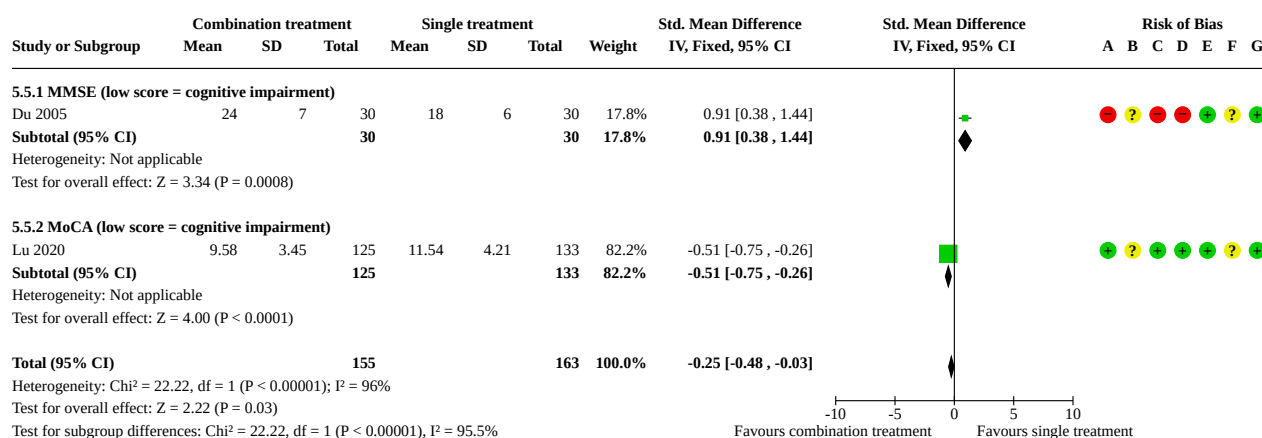 Combination treatment Single treatment Std. Mean Difference Std. Mean Difference Risk of Bias
Study or Subgroup Mean SD Total Mean SD Total Weight IV, Fixed, 95% CI IV, Fixed, 95% CI A B C D E F G
5.5.1 MMSE (low score = cognitive impairment)
Du 2005 24 7 30 18 6 30 17.8% 0.91 [0.38 , 1.44] − ? − − + ? +
Subtotal (95% CI) 30 30 17.8% 0.91 [0.38 , 1.44]
Heterogeneity: Not applicable
Test for overall effect: Z = 3.34 (P = 0.0008)
5.5.2 MoCA (low score = cognitive impairment)
Lu 2020 9.58 3.45 125 11.54 4.21 133 82.2% -0.51 [-0.75 , -0.26] + ? + + + ? +
Subtotal (95% CI) 125 133 82.2% -0.51 [-0.75 , -0.26]
Heterogeneity: Not applicable
Test for overall effect: Z = 4.00 (P < 0.0001)
Total (95% CI) 155 163 100.0% -0.25 [-0.48 , -0.03]
Heterogeneity: Chi² = 22.22, df = 1 (P < 0.00001); I² = 96%
Test for overall effect: Z = 2.22 (P = 0.03)
-10 -5 0 5 10
Test for subgroup differences: Chi² = 22.22, df = 1 (P < 0.00001), I² = 95.5% Favours combination treatment Favours single treatment